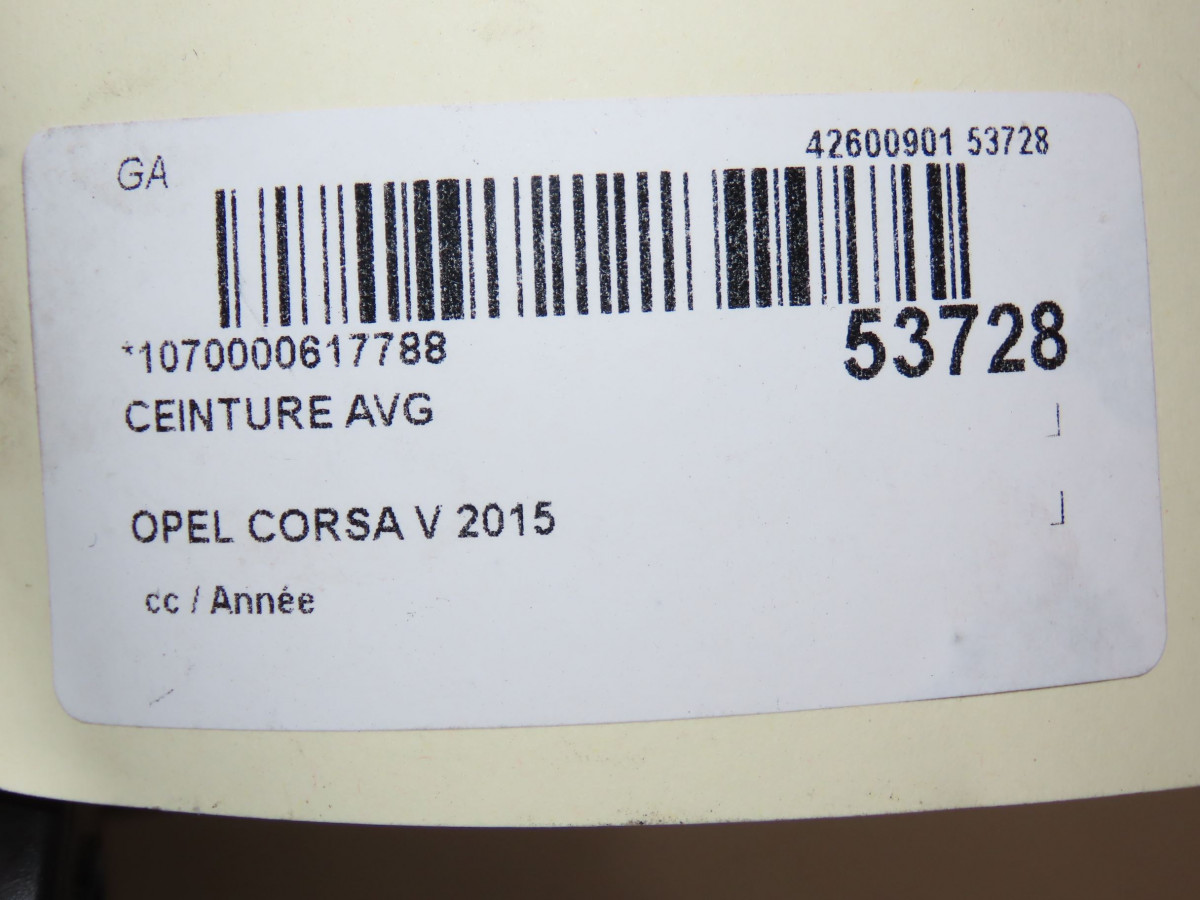 GA
42600901 53728
*1070000617788
53728
CEINTURE AVG
OPEL CORSA V 2015
cc / Année